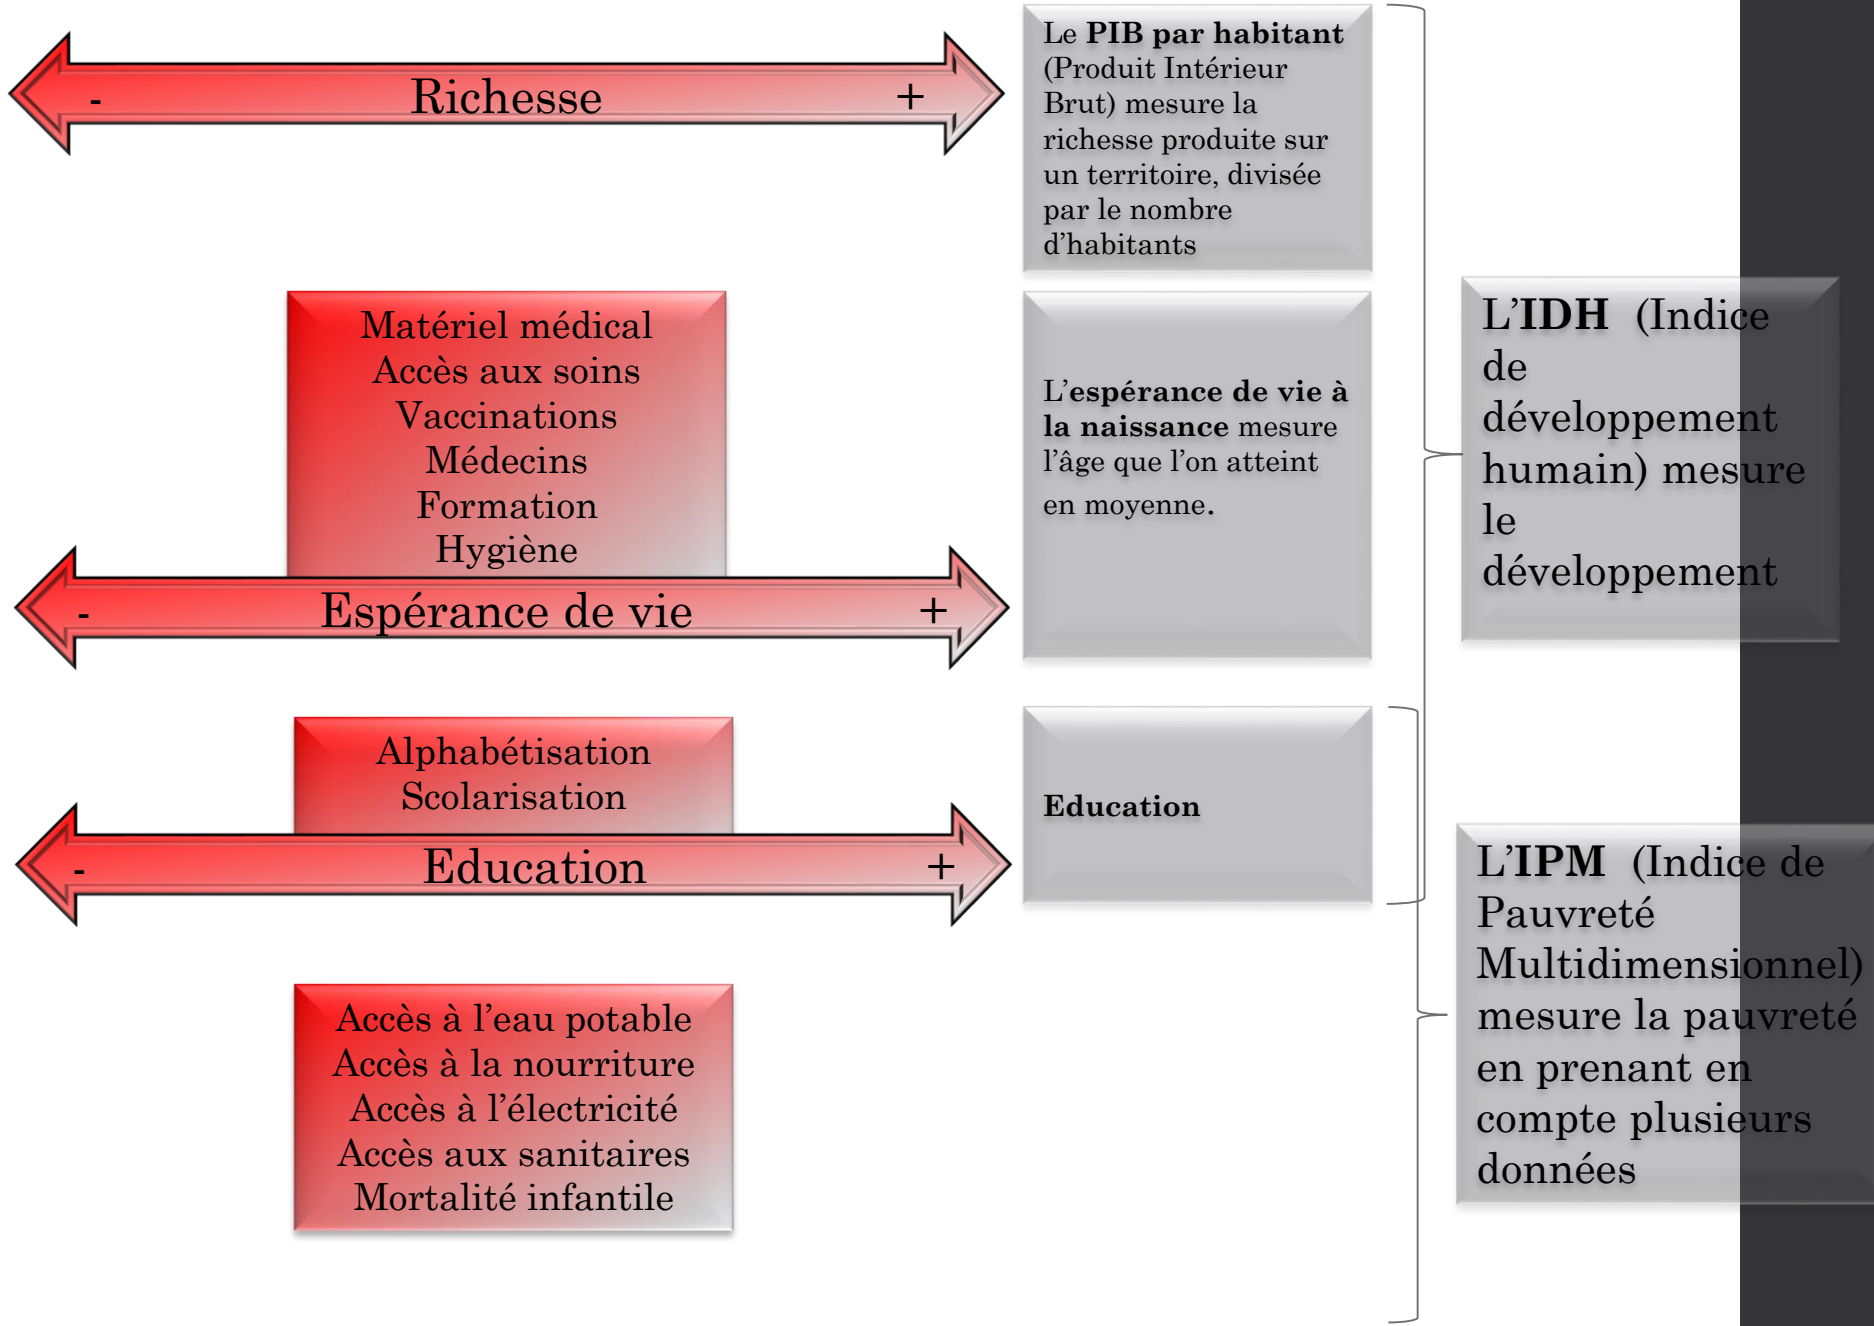 - Richesse +
Le PIB par habitant
(Produit Intérieur
Brut) mesure la
richesse produite sur
un territoire, divisée
par le nombre
d’habitants
Matériel médical
Accès aux soins
Vaccinations
Médecins
Formation
Hygiène
- Espérance de vie +
L’espérance de vie à
la naissance mesure
l’âge que l’on atteint
en moyenne.
L’IDH (Indice
de
développement
humain) mesure
le
développement
Alphabétisation
Scolarisation
- Education +
Education
Accès à l’eau potable
Accès à la nourriture
Accès à l’électricité
Accès aux sanitaires
Mortalité infantile
L’IPM (Indice de
Pauvreté
Multidimensionnel)
mesure la pauvreté
en prenant en
compte plusieurs
données